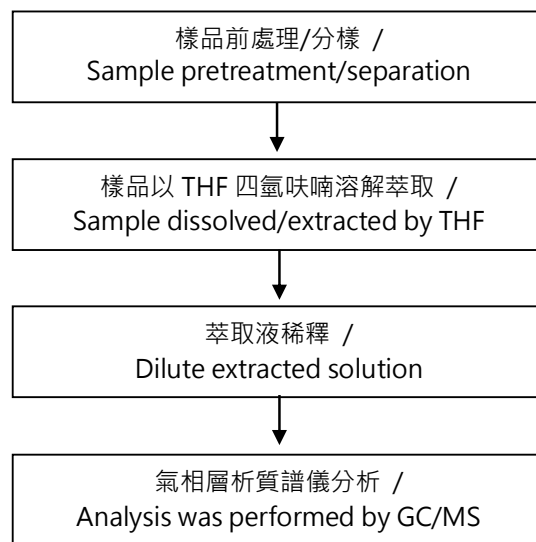 樣品前處理/分樣 /
Sample pretreatment/separation
樣品以 THF 四氫呋喃溶解萃取 /
Sample dissolved/extracted by THF
萃取液稀釋 /
Dilute extracted solution
氣相層析質譜儀分析 /
Analysis was performed by GC/MS